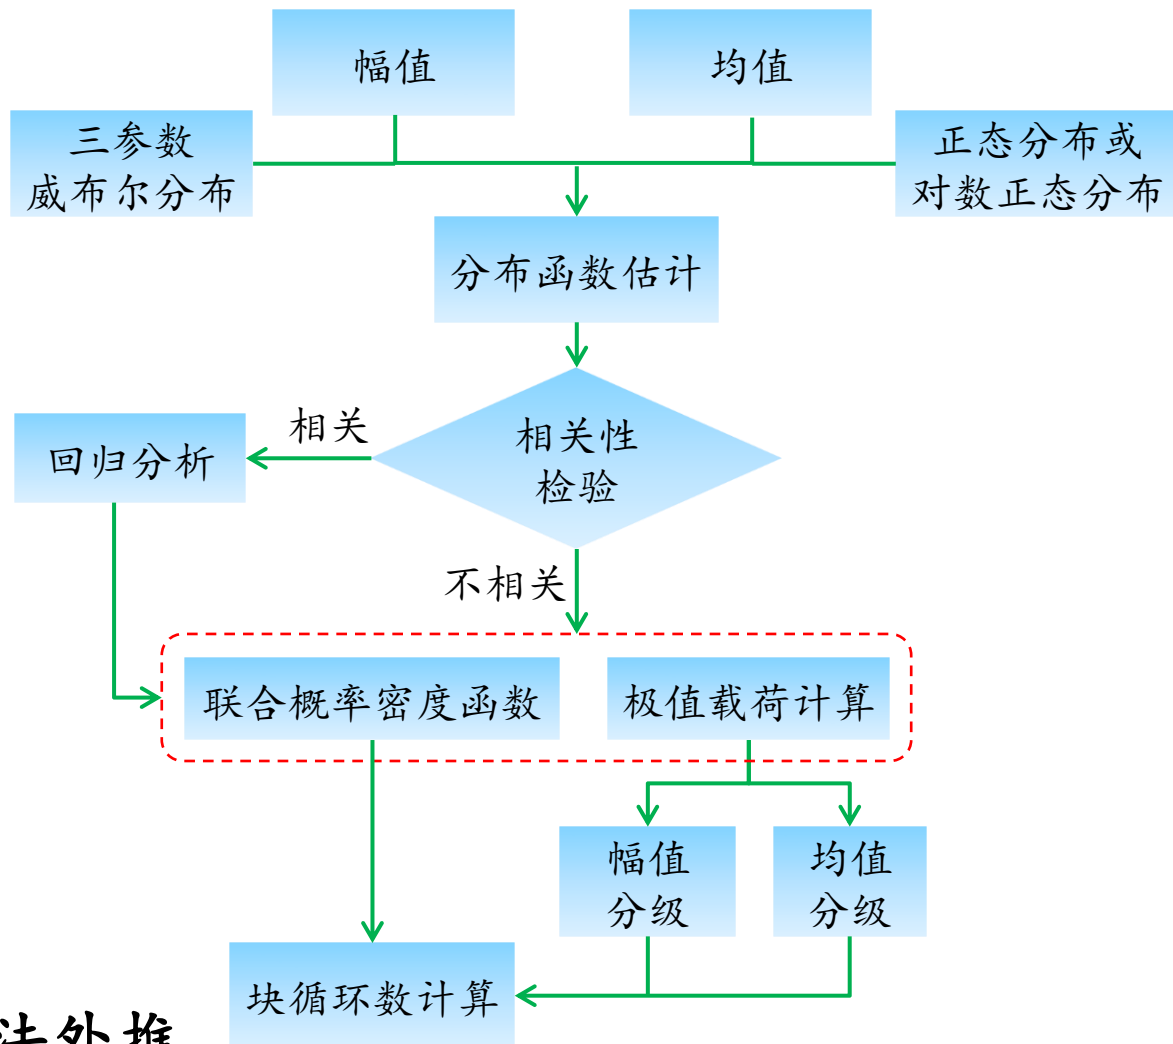 幅值
均值
三参数
威布尔分布
正态分布或
对数正态分布
分布函数估计
相关性
检验
相关
回归分析
不相关
联合概率密度函数
极值载荷计算
幅值
分级
均值
分级
块循环数计算
法外推